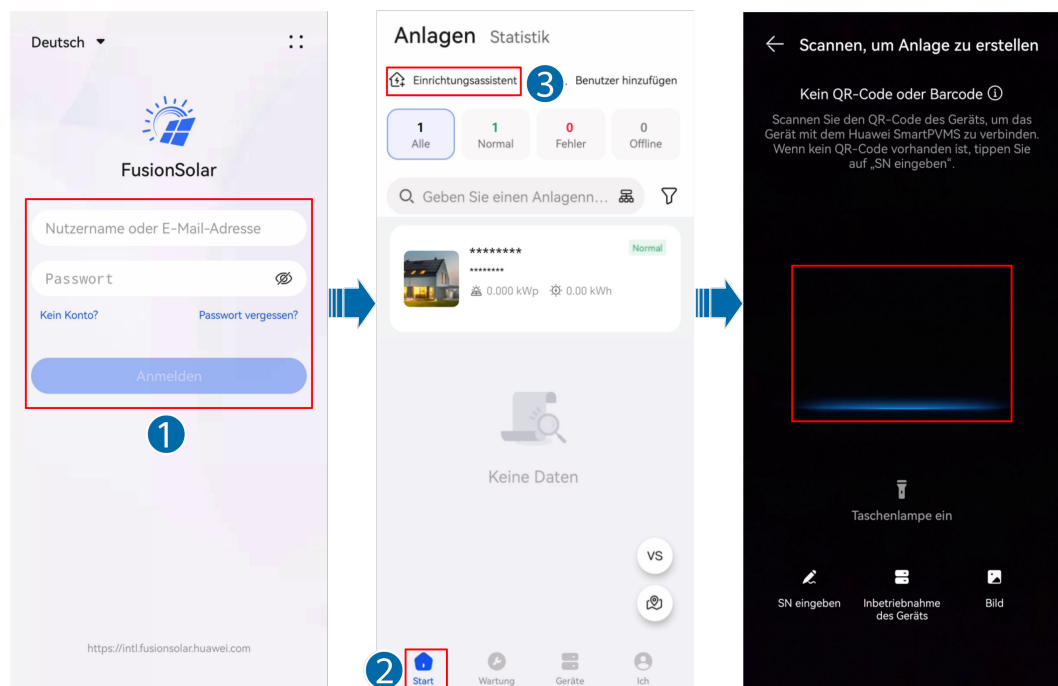 Deutsch
FusionSolar
Nutzername oder E-Mail-Adresse
Passwort
Kein Konto? Passwort vergessen?
Anmelden
1
https://intl.fusionsolar.huawei.com
Anlagen Statistik
Einrichtungsassistent 3 Benutzer hinzufügen
1 1 0 0
Alle Normal Fehler Offline
Geben Sie einen Anlagenn...
******** Normal
********
0.000 kWp 0.00 kWh
Keine Daten
VS
2
Start Wartung Geräte Ich
Scannen, um Anlage zu erstellen
Kein QR-Code oder Barcode
Scannen Sie den QR-Code des Geräts, um das
Gerät mit dem Huawei SmartPVMS zu verbinden.
Wenn kein QR-Code vorhanden ist, tippen Sie
auf „SN eingeben“.
Taschenlampe ein
SN eingeben Inbetriebnahme Bild
des Geräts